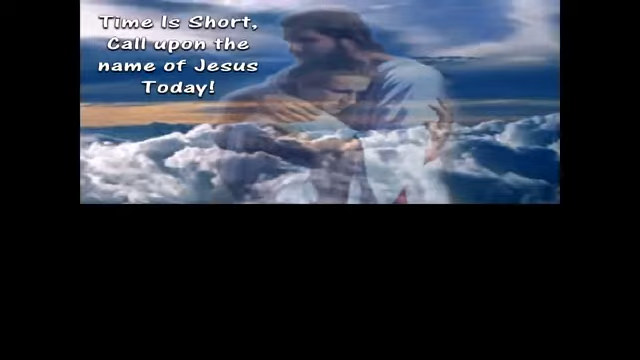 Time Is Short,
Call upon the
name of Jesus
Today!